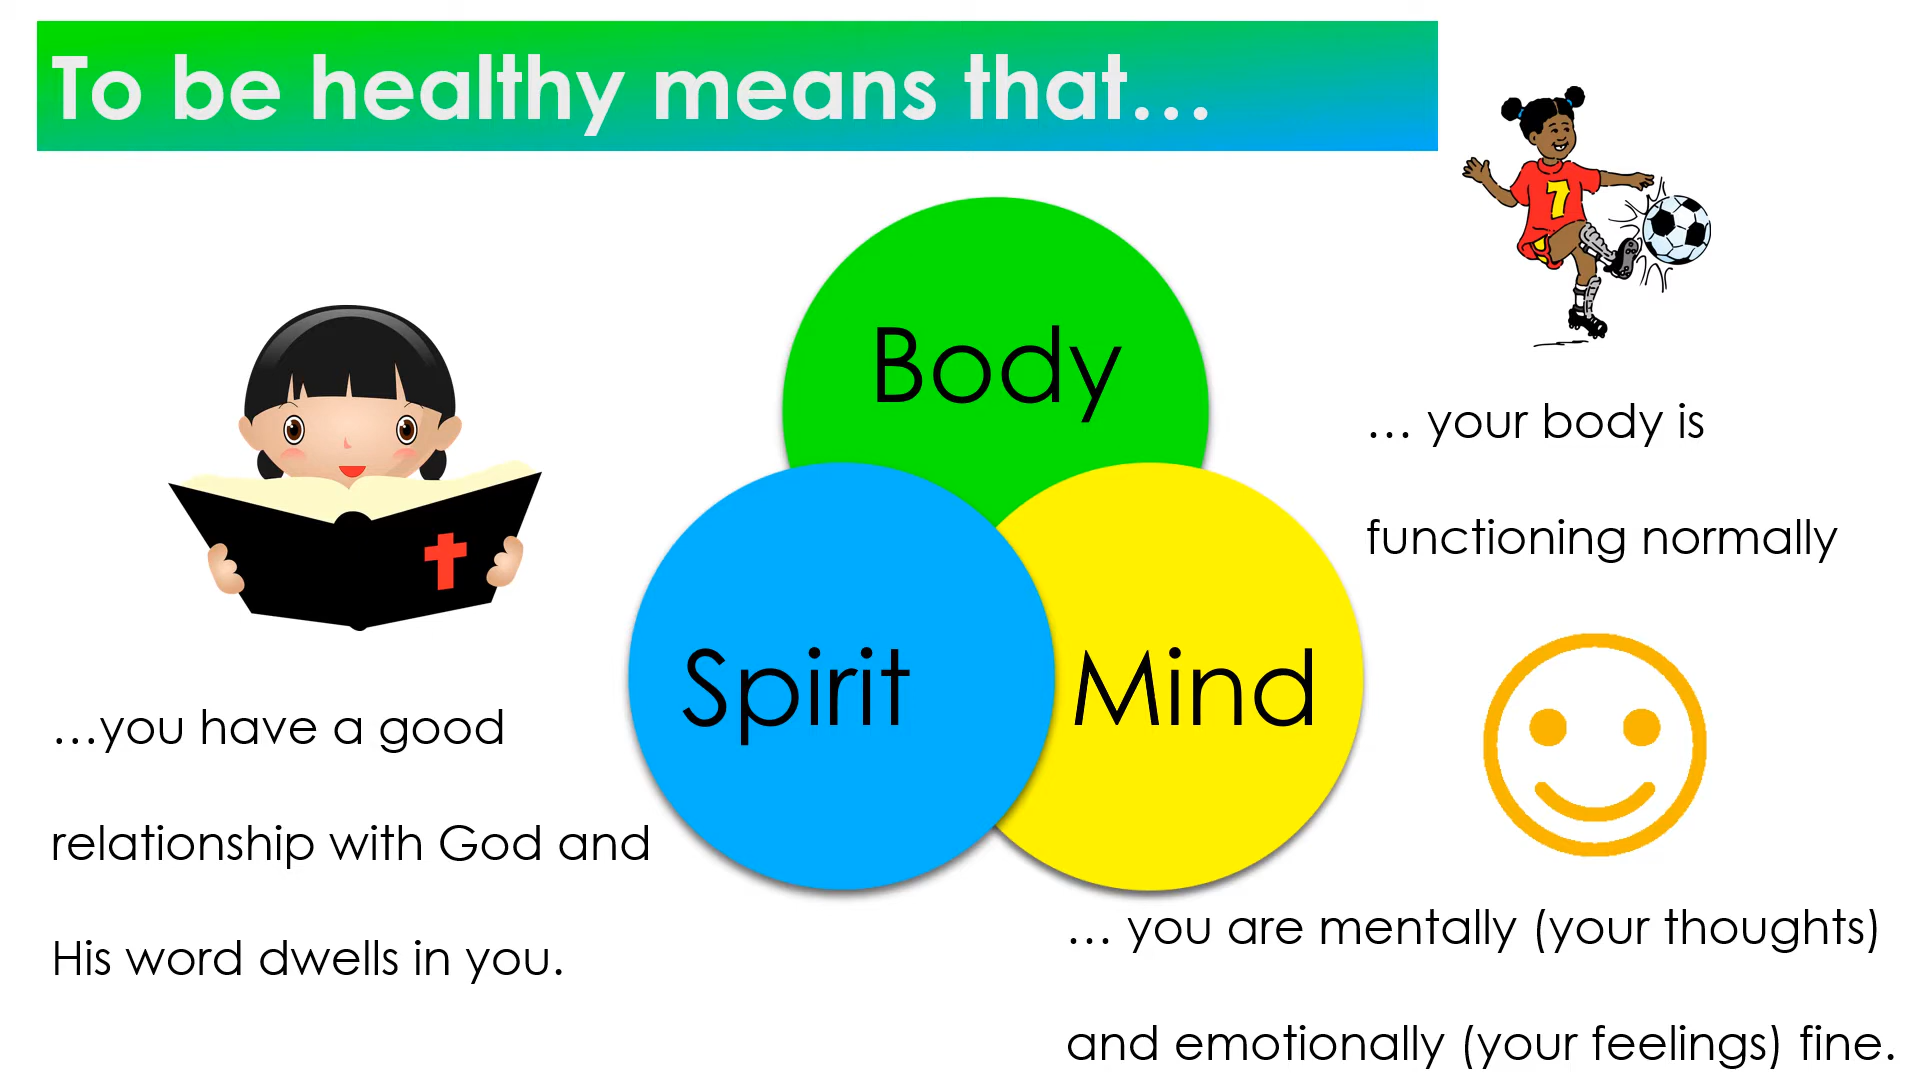 To be healthy means that…
7
Body
… your body is
functioning normally
Spirit
Mind
…you have a good
relationship with God and
His word dwells in you.
… you are mentally (your thoughts)
and emotionally (your feelings) fine.